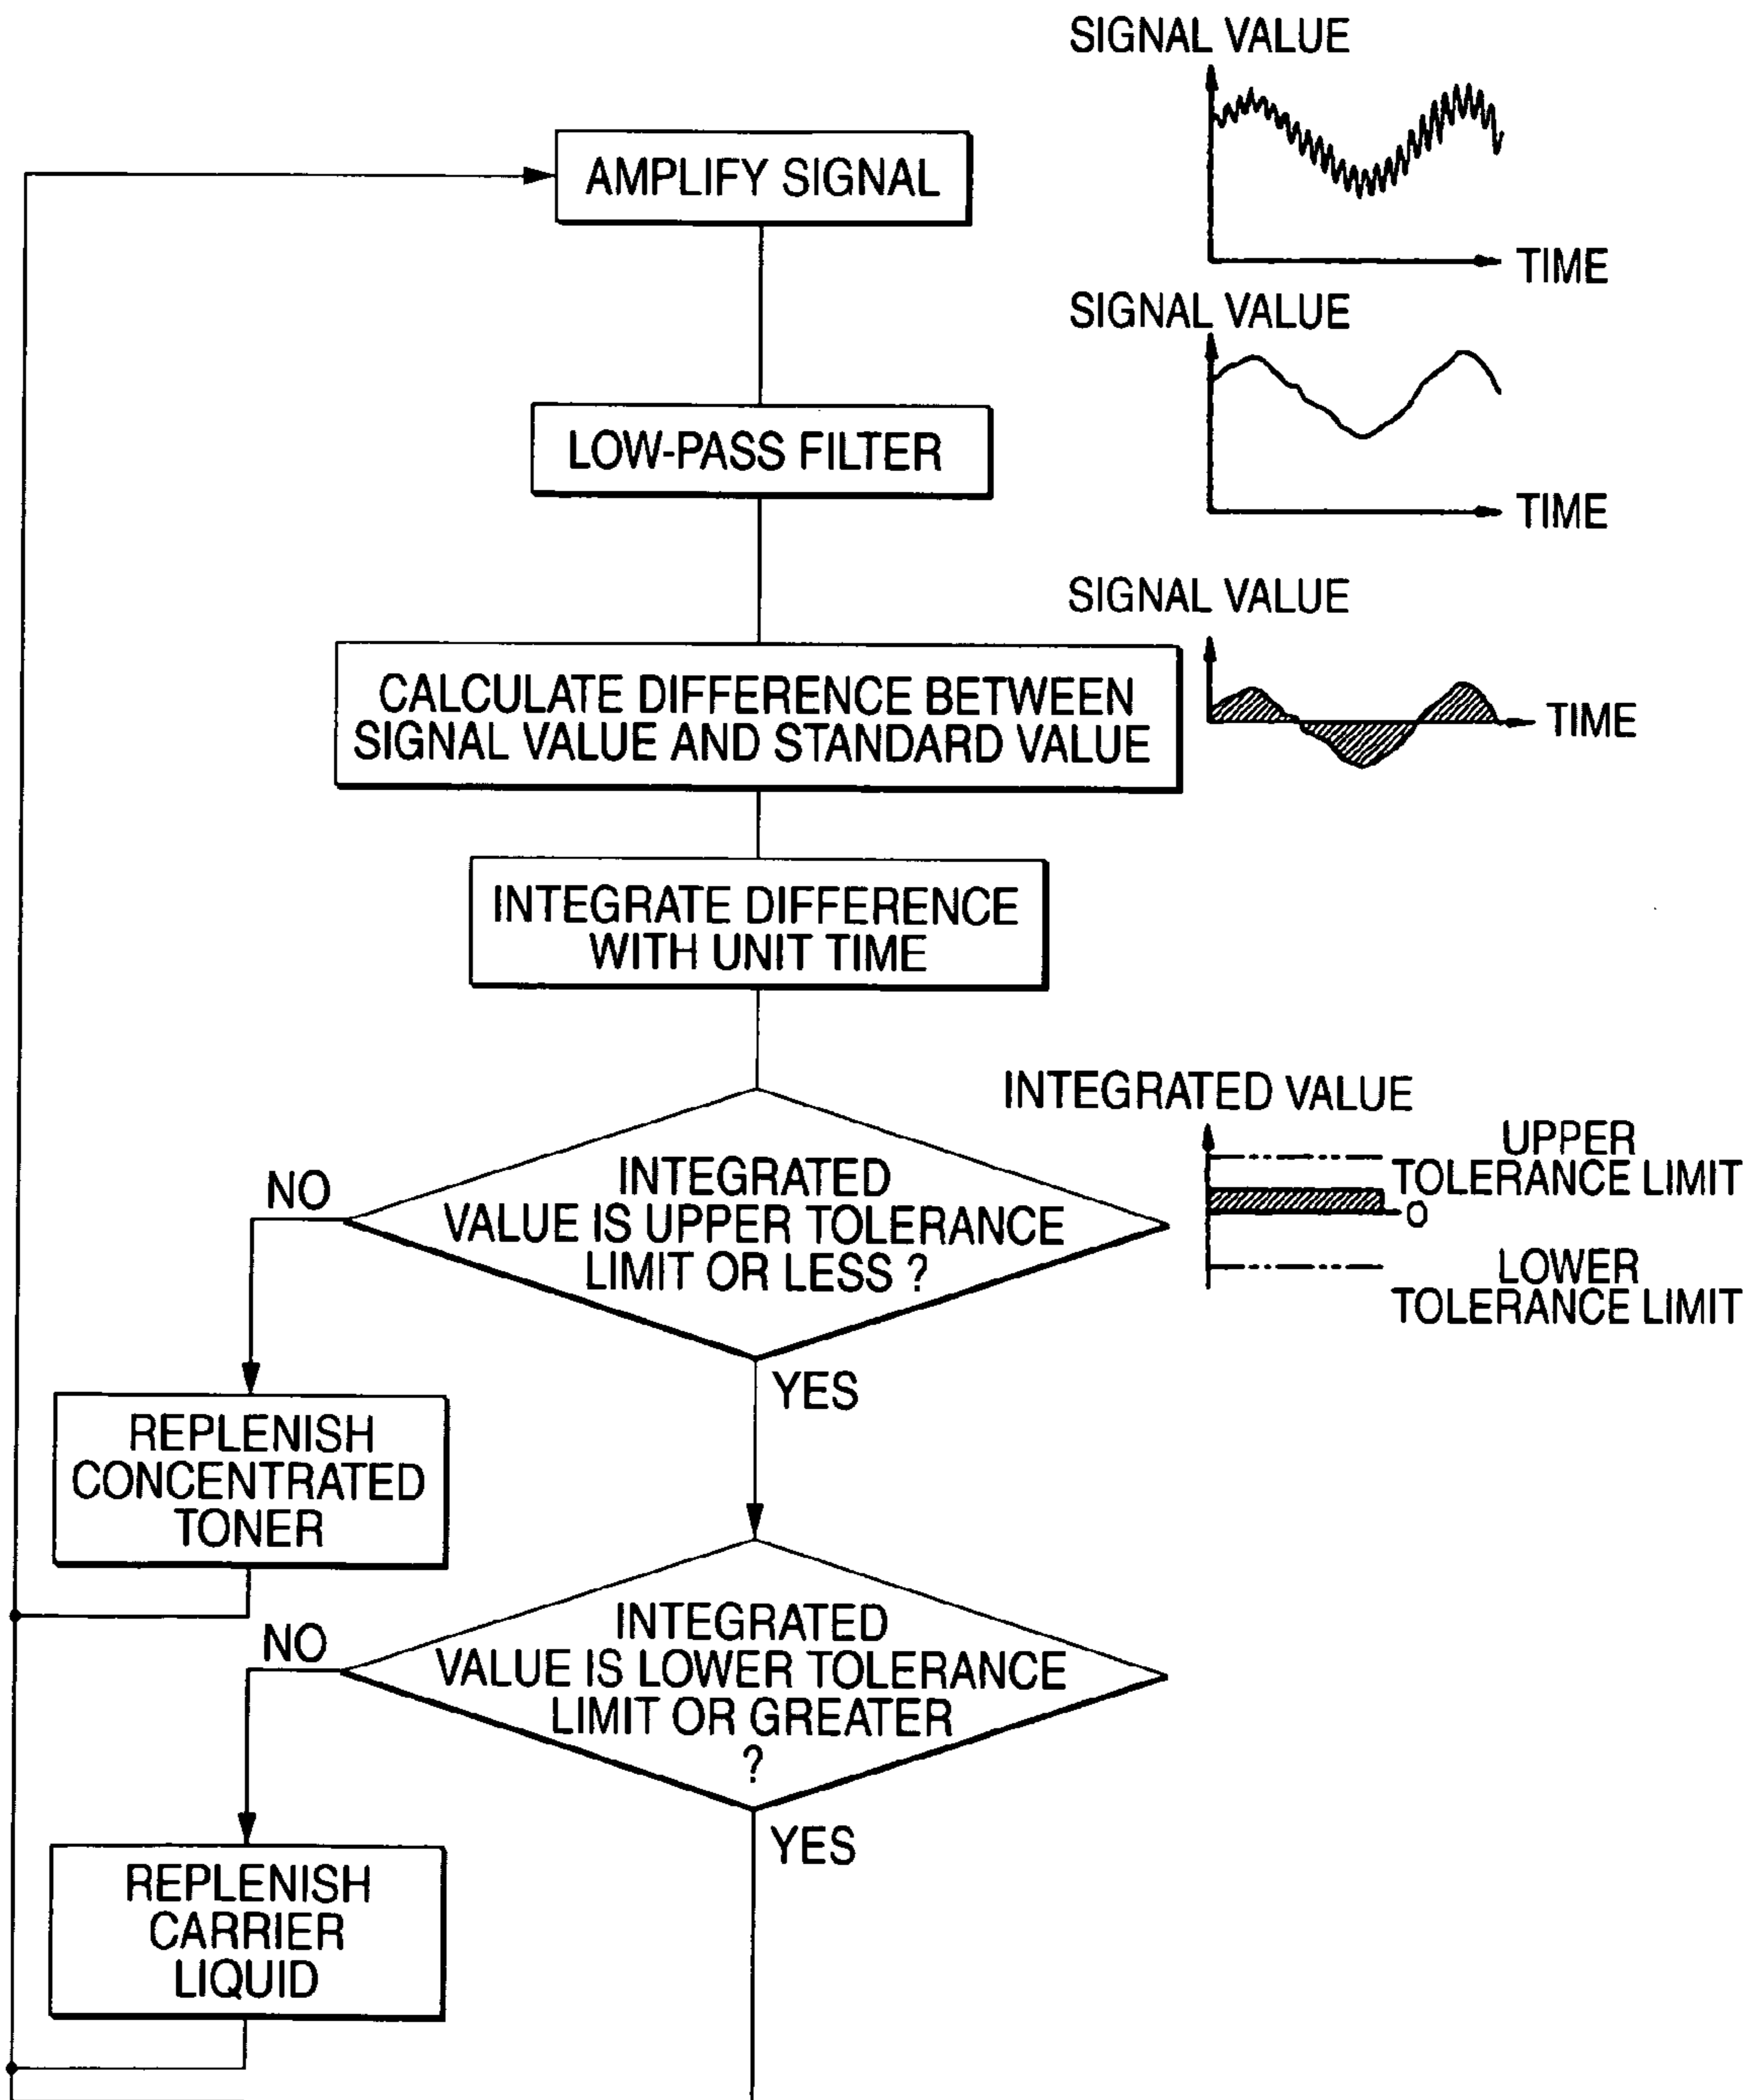 SIGNAL VALUE
AMPLIFY SIGNAL
TIME
SIGNAL VALUE
LOW-PASS FILTER
TIME
SIGNAL VALUE
CALCULATE DIFFERENCE BETWEEN
SIGNAL VALUE AND STANDARD VALUE
TIME
INTEGRATE DIFFERENCE
WITH UNIT TIME
INTEGRATED VALUE
UPPER
TOLERANCE LIMIT
0
LOWER
TOLERANCE LIMIT
INTEGRATED
VALUE IS UPPER TOLERANCE
LIMIT OR LESS ?
NO
YES
REPLENISH
CONCENTRATED
TONER
INTEGRATED
VALUE IS LOWER TOLERANCE
LIMIT OR GREATER
?
NO
YES
REPLENISH
CARRIER
LIQUID